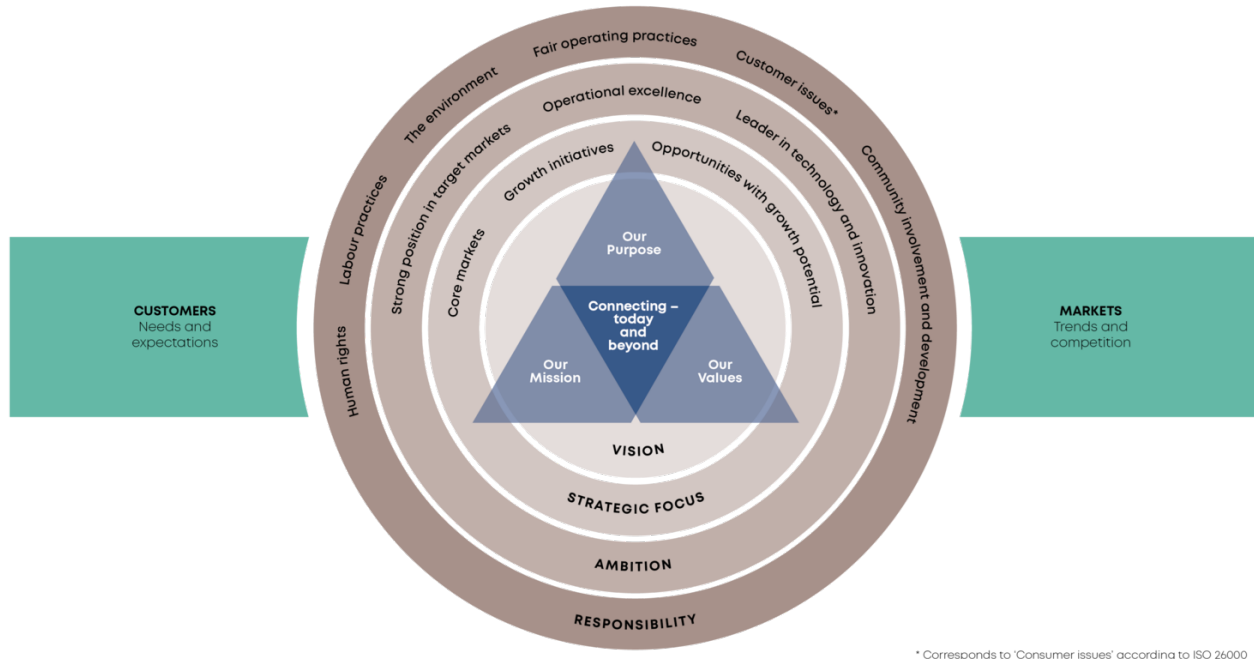 Human rights
Labour practices
The environment
Fair operating practices
Customer issues*
Community involvement and development
Strong position in target markets
Operational excellence
Leader in technology and innovation
Core markets
Growth initiatives
Opportunities with growth potential
Our
Purpose
Connecting –
today
and
beyond
Our
Mission
Our
Values
CUSTOMERS
Needs and
expectations
MARKETS
Trends and
competition
VISION
STRATEGIC FOCUS
AMBITION
RESPONSIBILITY
* Corresponds to 'Consumer issues' according to ISO 26000